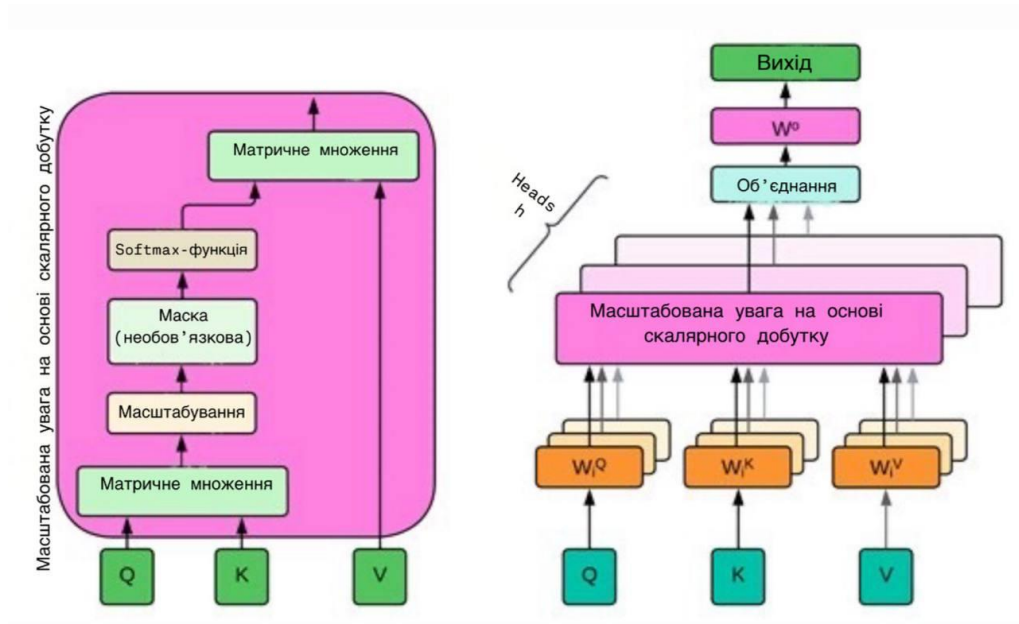 Масштабована увага на основі скалярного добутку
Матричне множення
Softmax-функція
Маска
(необов'язкова)
Масштабування
Матричне множення
Q
K
V
Вихід
Wᵒ
Об'єднання
Heads
h
Масштабована увага на основі
скалярного добутку
WᵢQ
WᵢK
WᵢV
Q
K
V